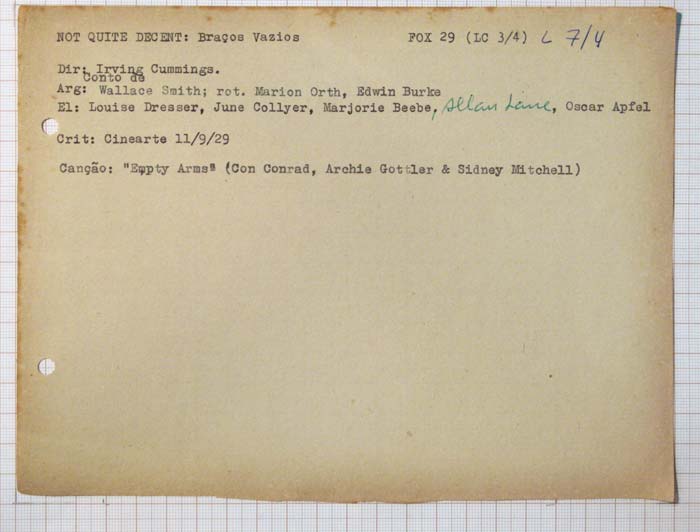 NOT QUITE DECENT: Braços Vazios FOX 29 (LC 3/4) L 7/4
Dir: Irving Cummings.
Conto de
Arg: Wallace Smith; rot. Marion Orth, Edwin Burke
El: Louise Dresser, June Collyer, Marjorie Beebe, Allan Lane, Oscar Apfel
Crit: Cinearte 11/9/29
Canção: "Empty Arms" (Con Conrad, Archie Gottler & Sidney Mitchell)